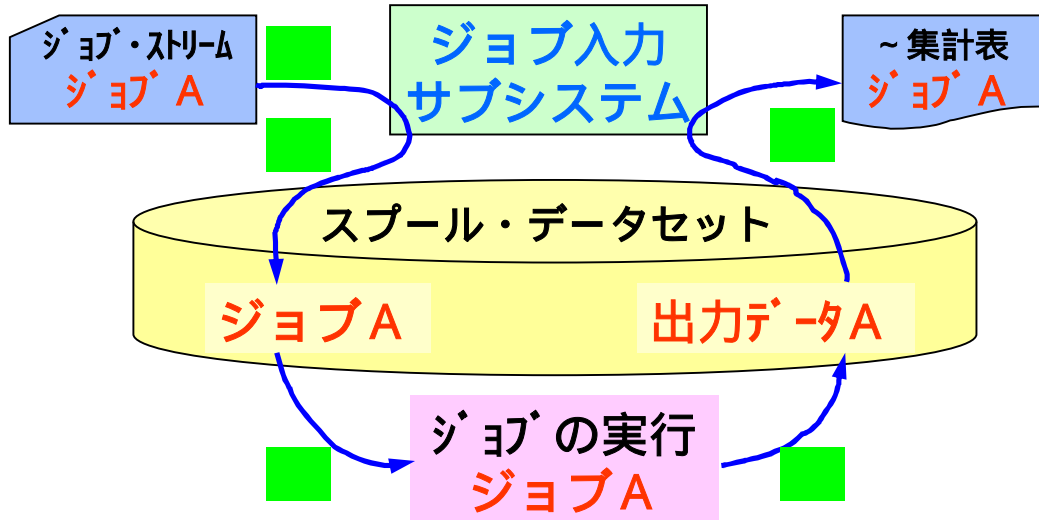 ｼﾞｮﾌﾞ・ｽﾄﾘｰﾑ
ｼﾞｮﾌﾞＡ
ジョブ入力
サブシステム
～集計表
ｼﾞｮﾌﾞＡ
スプール・データセット
ジョブＡ
出力ﾃﾞｰﾀＡ
ｼﾞｮﾌﾞの実行
ジョブＡ